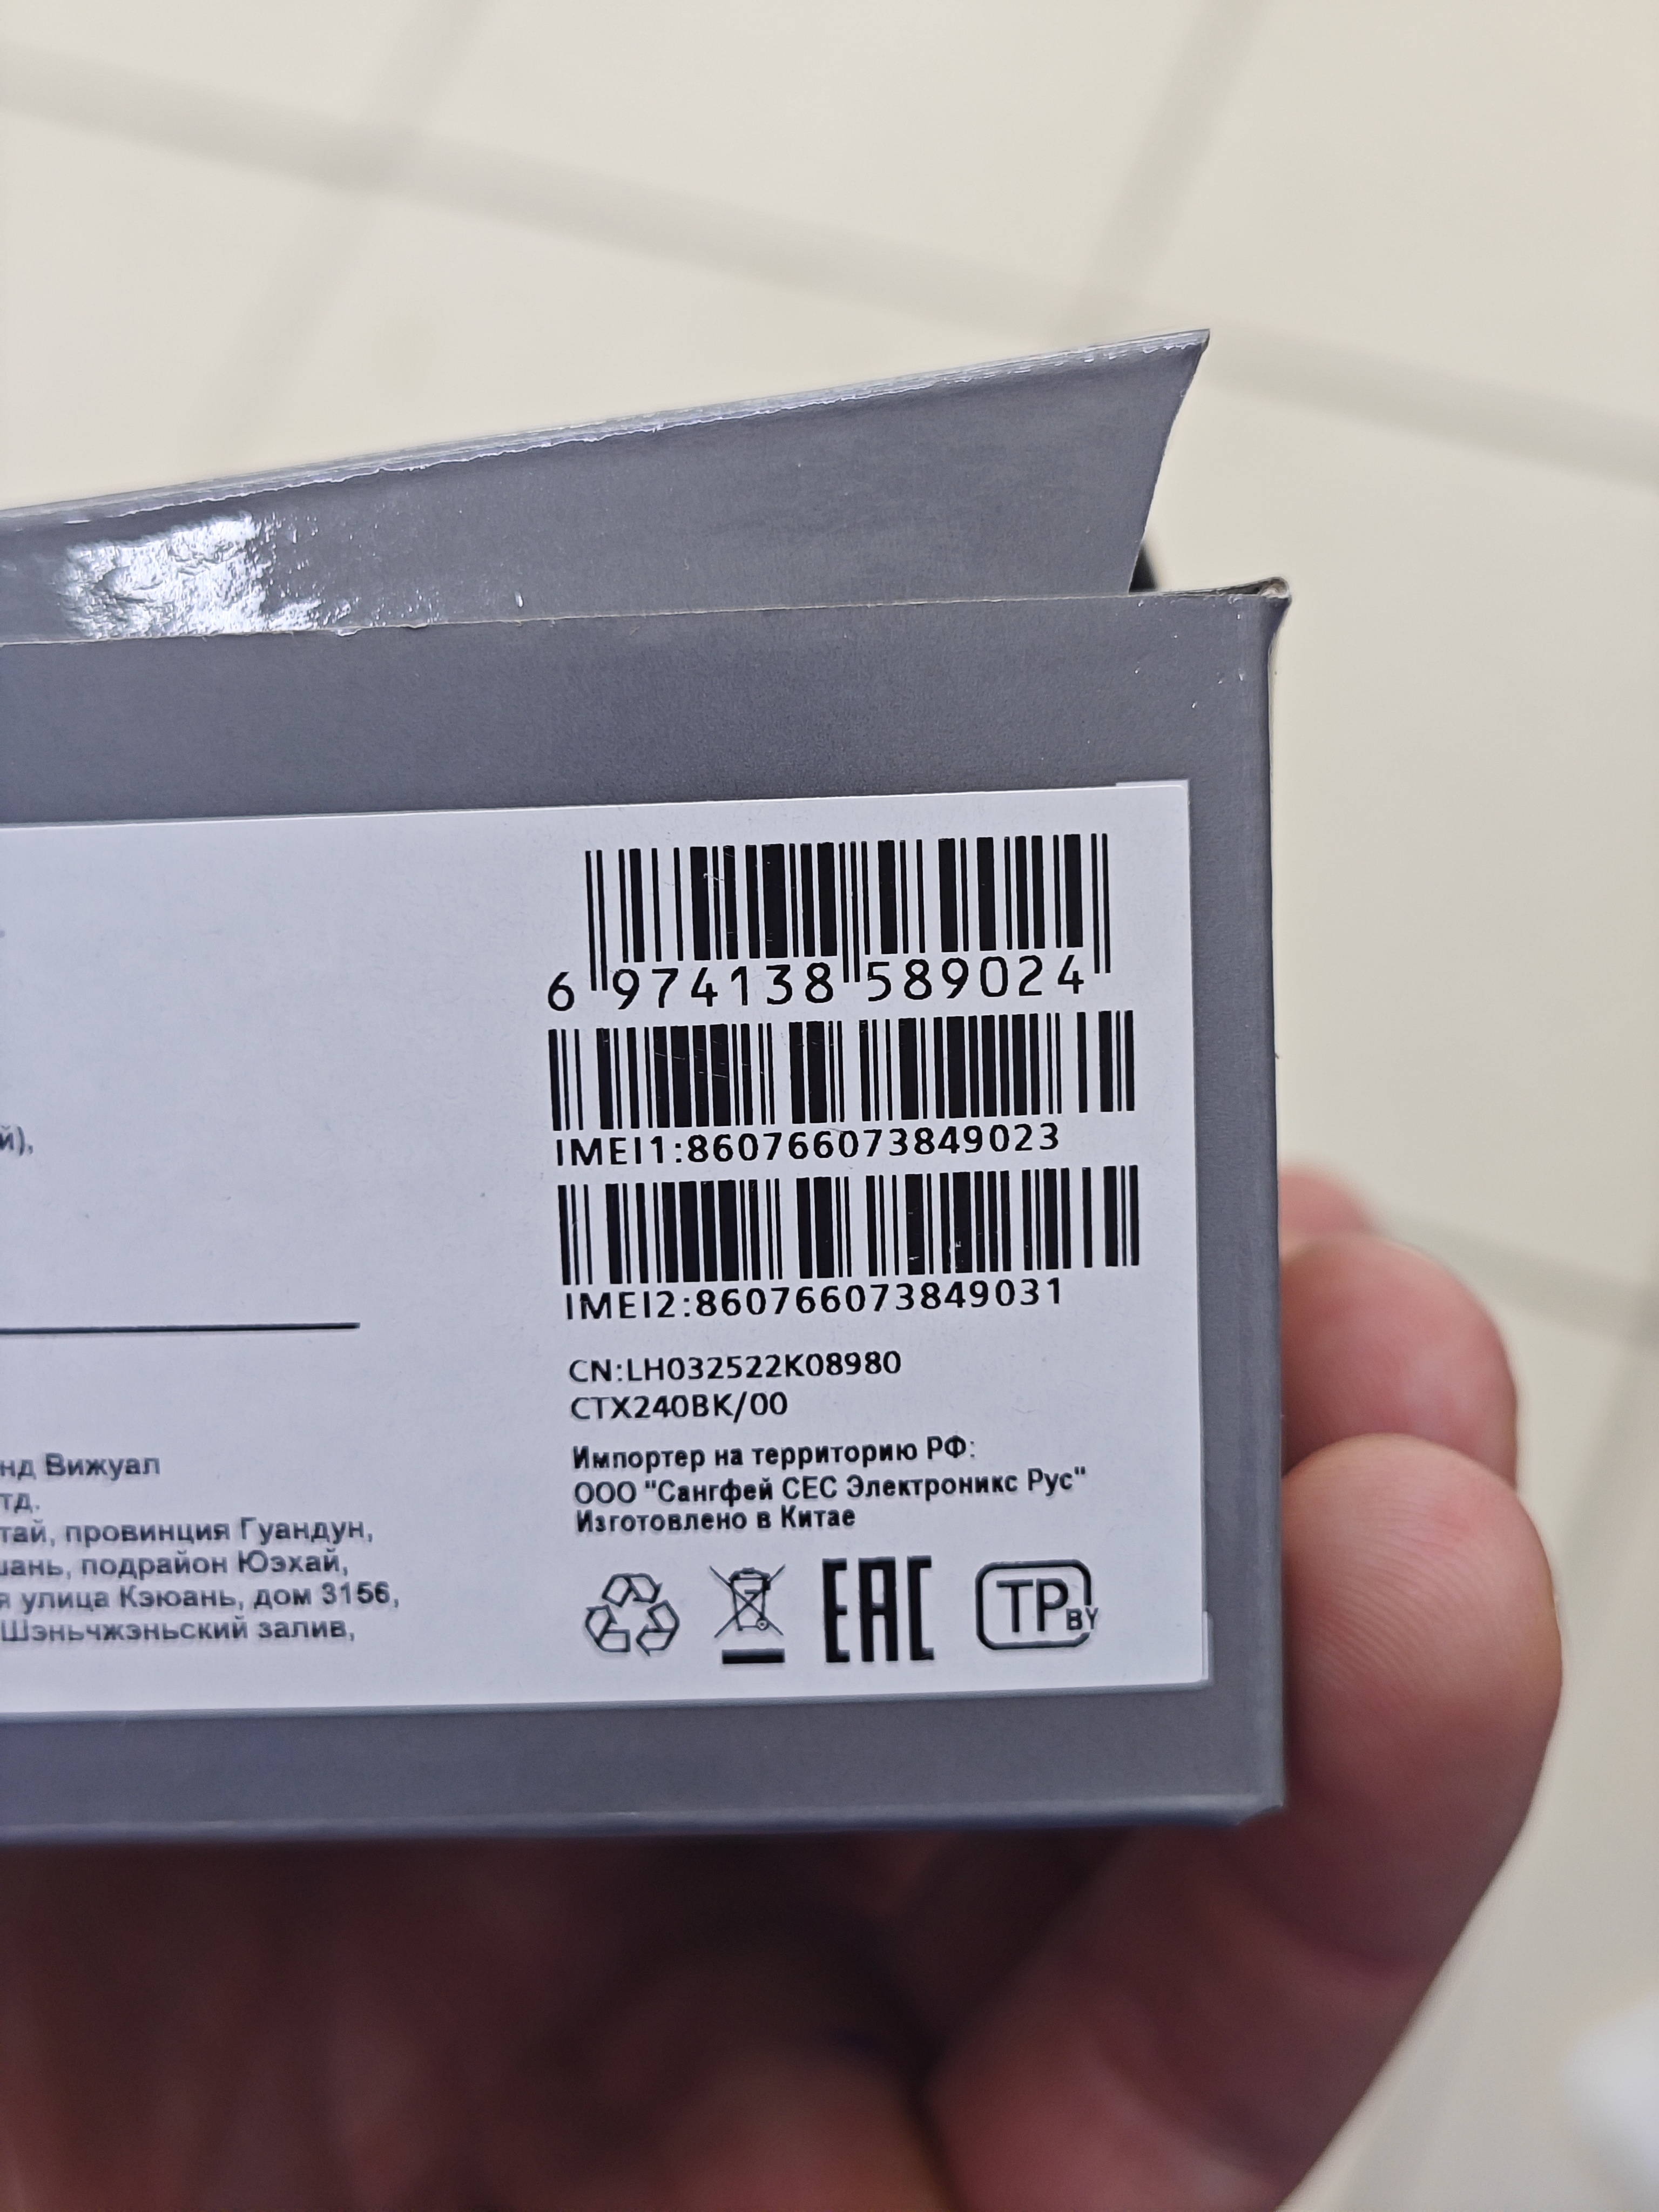 6 974138 589024
IMEI1:860766073849023
IMEI2:860766073849031
CN:LH032522K08980
CTX240BK/00
Импортер на территорию РФ:
ООО "Сангфей СЕС Электроникс Рус"
Изготовлено в Китае
EAC
TP BY
й),
нд Вижуал
тд.
тай, провинция Гуандун,
шань, подрайон Юэхай,
я улица Кэюань, дом 3156,
Шэньчжэньский залив,